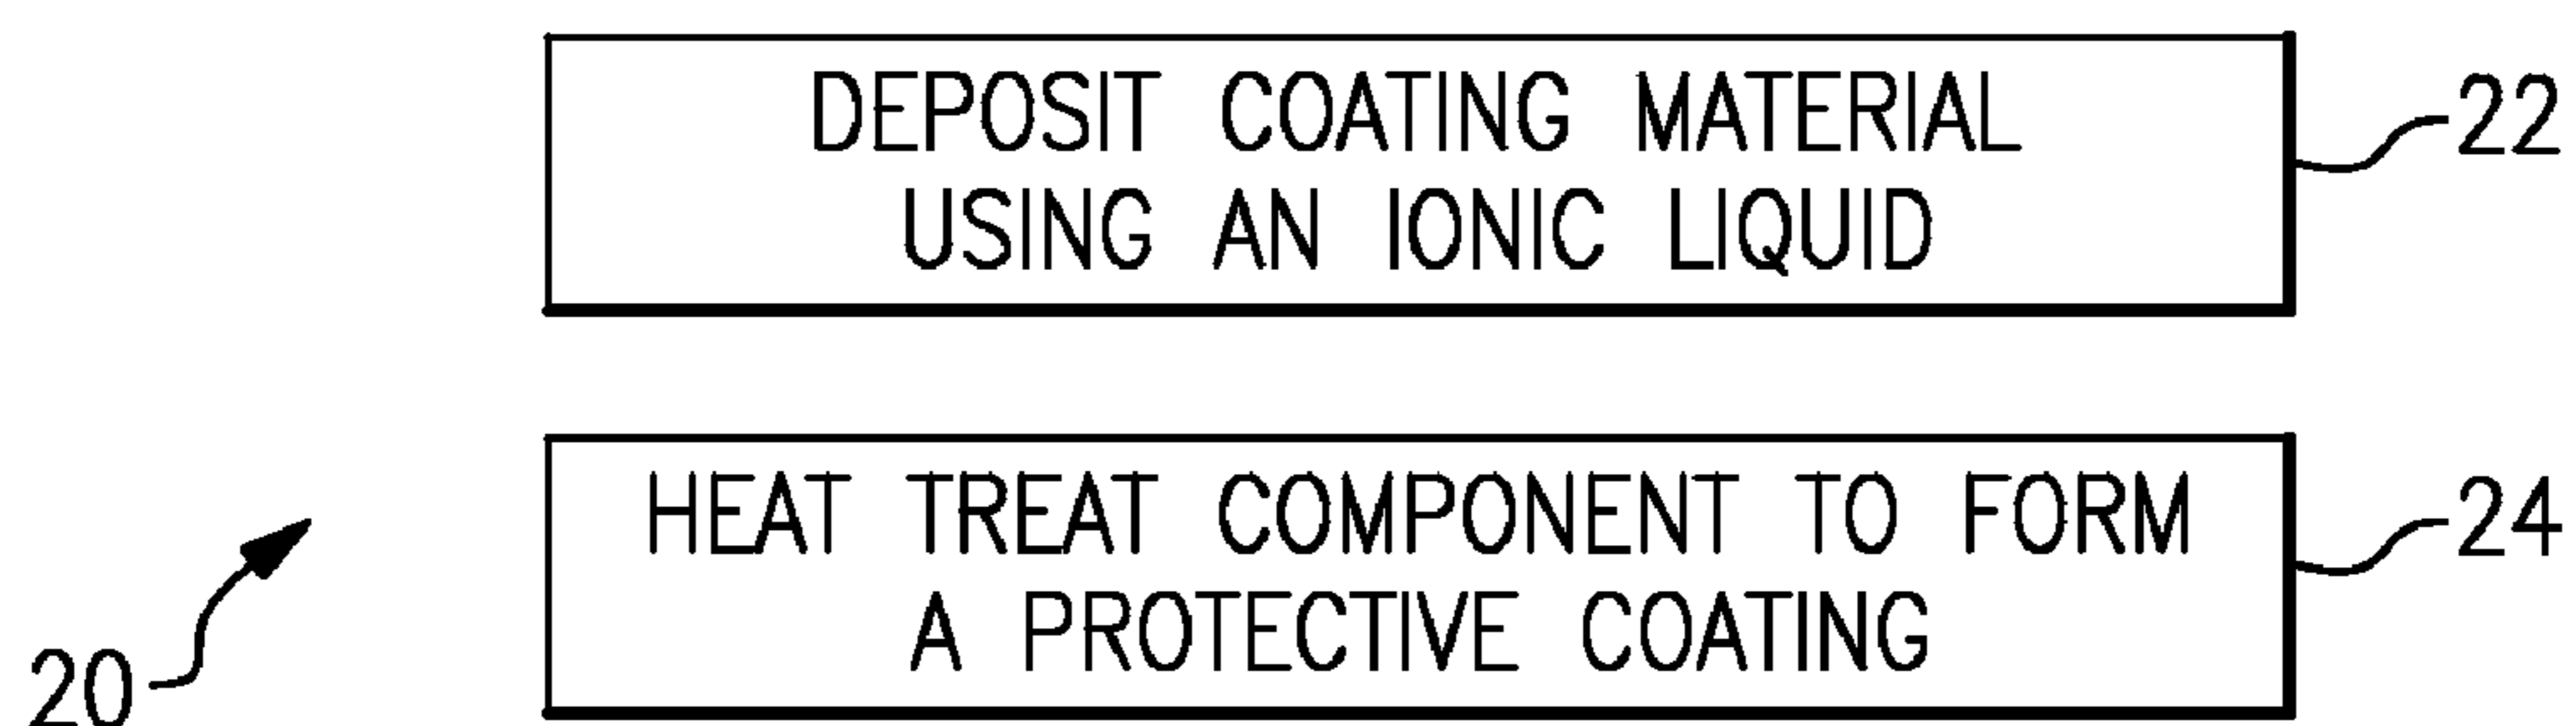 DEPOSIT COATING MATERIAL
USING AN IONIC LIQUID
22
HEAT TREAT COMPONENT TO FORM
A PROTECTIVE COATING
24
20